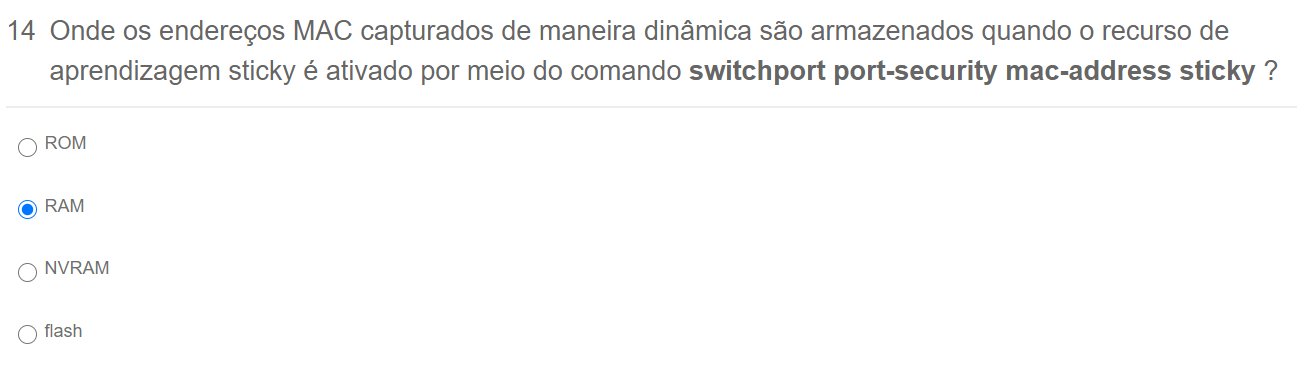 14 Onde os endereços MAC capturados de maneira dinâmica são armazenados quando o recurso de
aprendizagem sticky é ativado por meio do comando switchport port-security mac-address sticky ?
ROM
RAM
NVRAM
flash